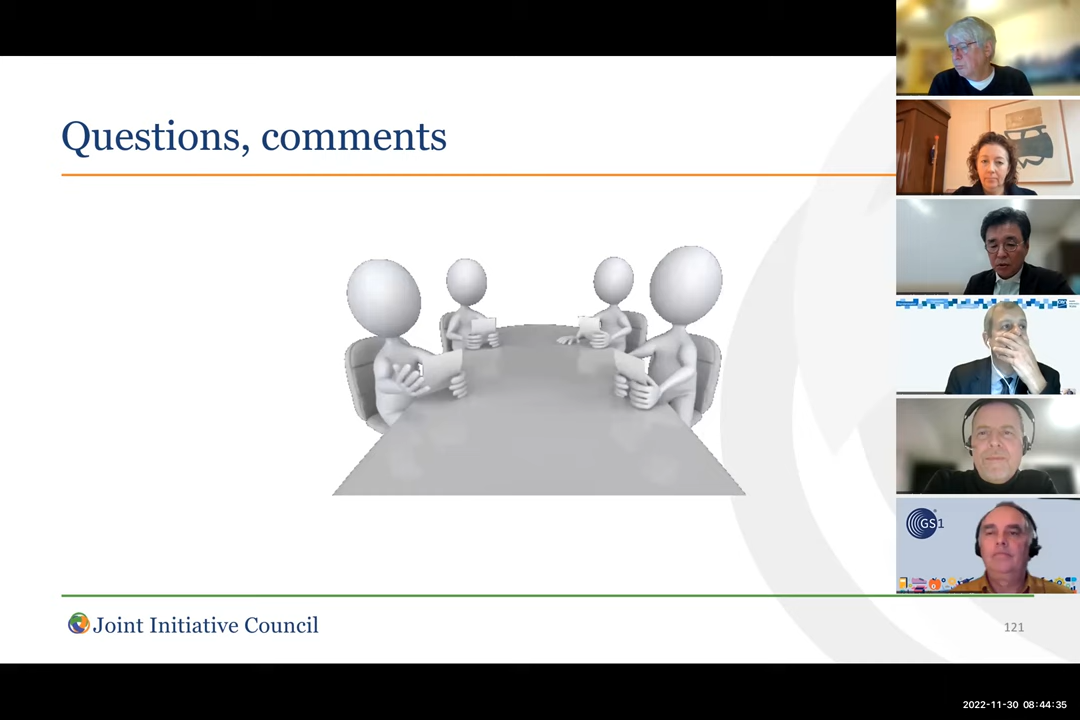 Questions, comments
GS1
Joint Initiative Council
121
2022-11-30 08:44:35